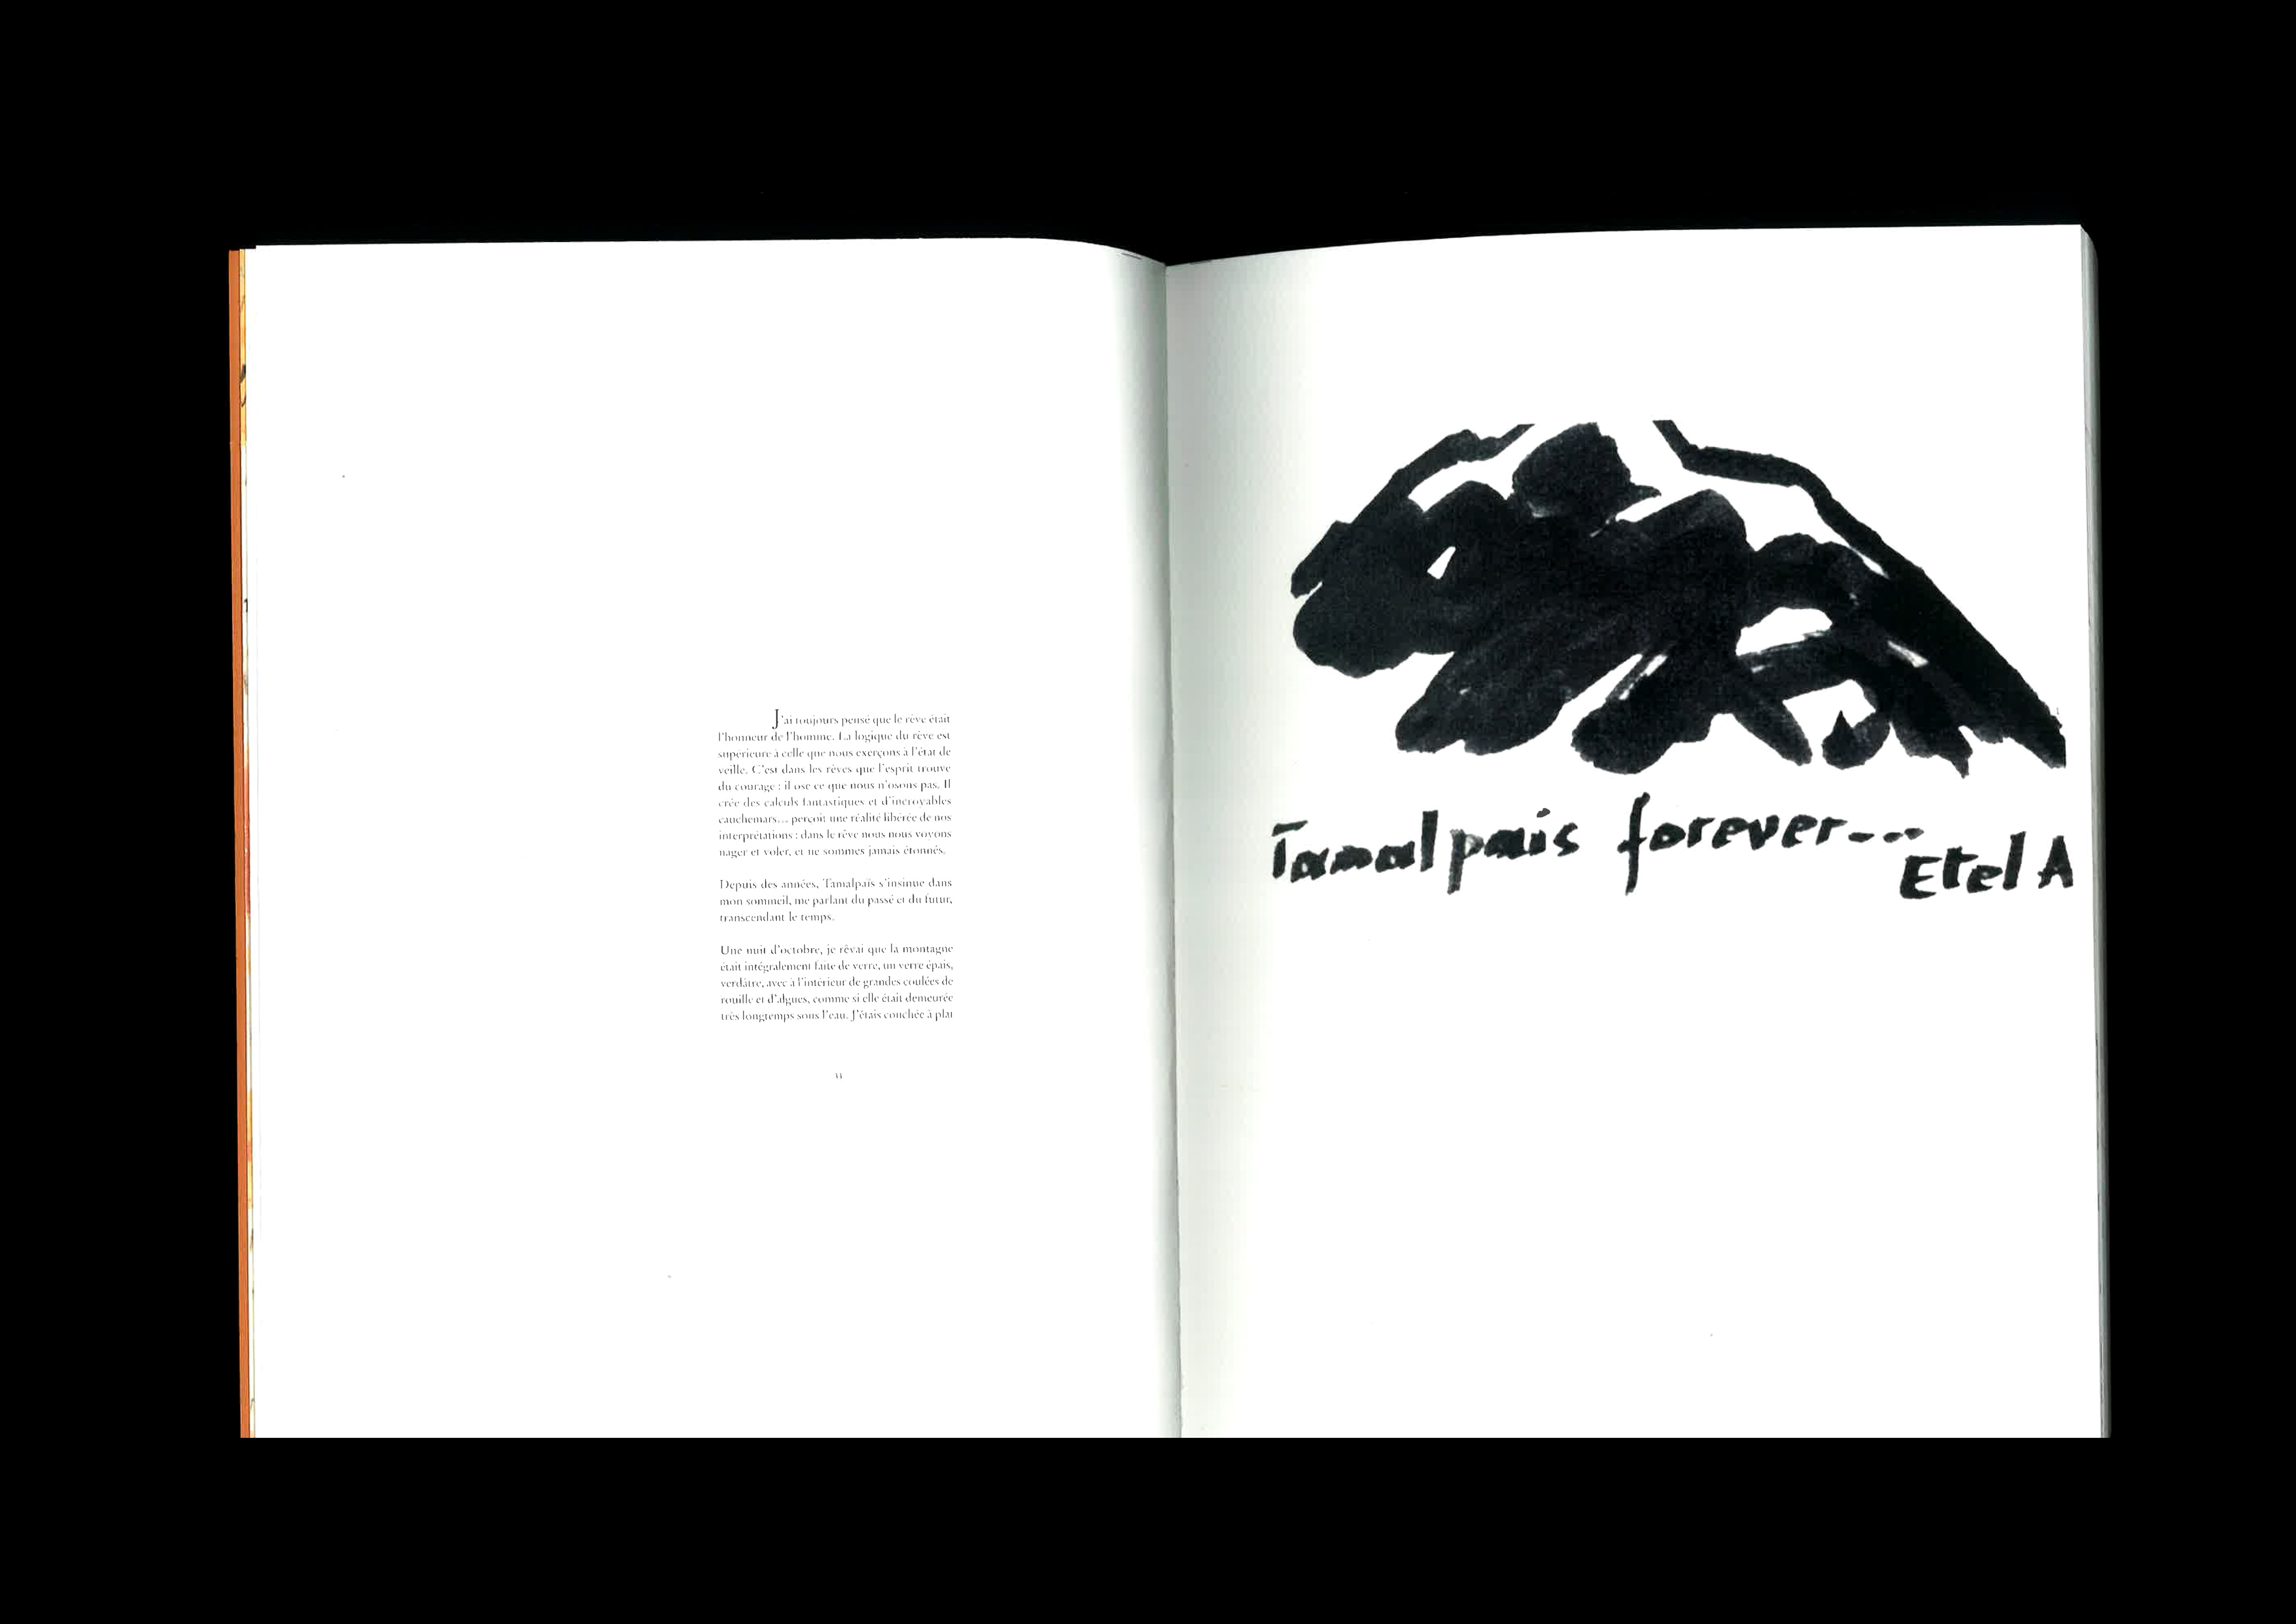 J'ai toujours pensé que le rêve était
l'honneur de l'homme. La logique du rêve est
supérieure à celle que nous exerçons à l'état de
veille. C'est dans les rêves que l'esprit trouve
du courage : il ose ce que nous n'osons pas. Il
crée des calculs fantastiques et d'incroyables
cauchemars... perçoit une réalité libérée de nos
interprétations : dans le rêve nous nous voyons
nager et voler, et ne sommes jamais étonnés.
Depuis des années, Tamalpaïs s'insinue dans
mon sommeil, me parlant du passé et du futur,
transcendant le temps.
Une nuit d'octobre, je rêvai que la montagne
était intégralement faite de verre, un verre épais,
verdâtre, avec à l'intérieur de grandes coulées de
rouille et d'algues, comme si elle était demeurée
très longtemps sous l'eau. J'étais couchée à plat
Tamalpais forever...
Etel A